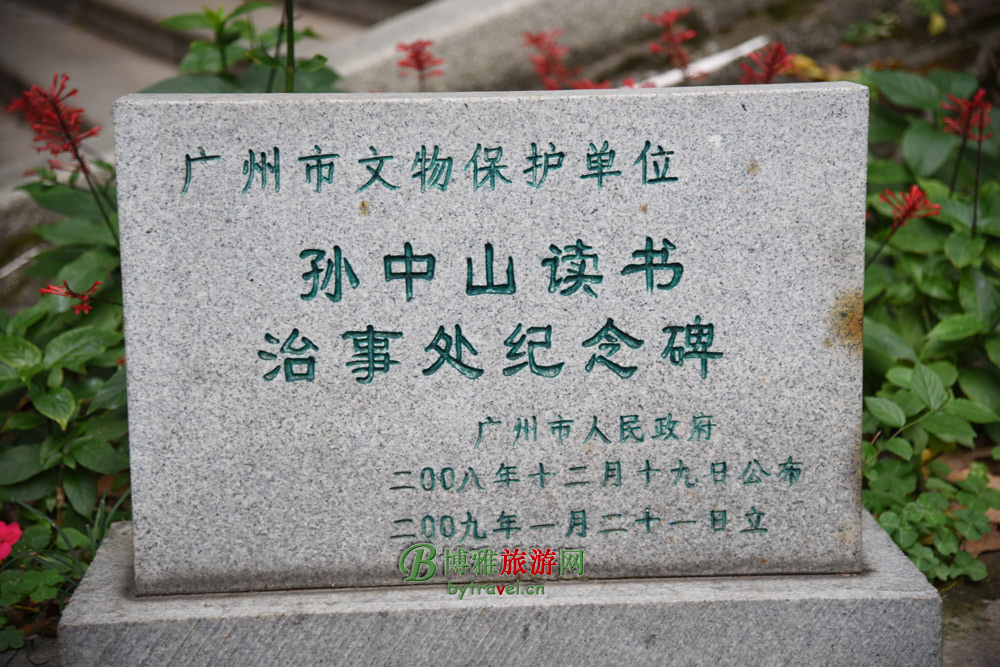 广州市文物保护单位
孙中山读书
治事处纪念碑
广州市人民政府
二00八年十二月十九日公布
二00九年一月二十一日立
B 博雅旅游网
bytravel.cn